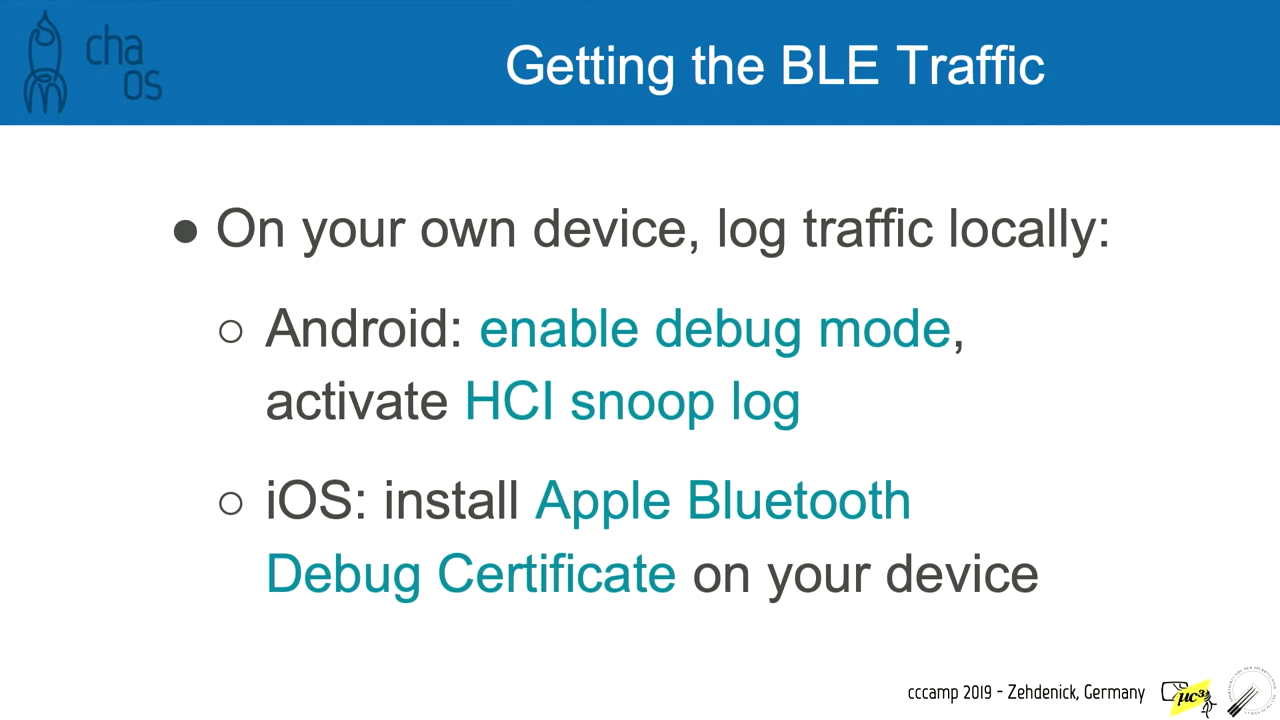 cha
os
Getting the BLE Traffic
● On your own device, log traffic locally:
○ Android: enable debug mode,
activate HCI snoop log
○ iOS: install Apple Bluetooth
Debug Certificate on your device
cccamp 2019 - Zehdenick, Germany
µc³